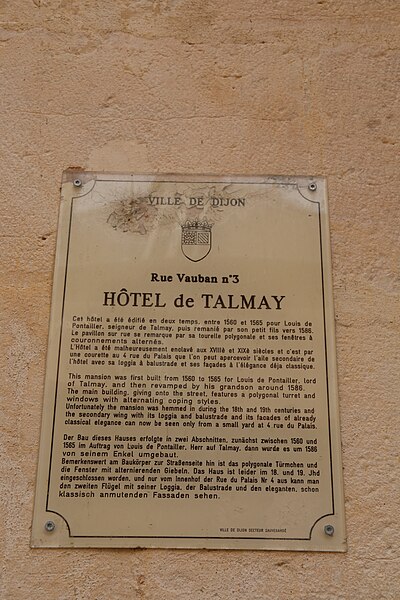 VILLE DE DIJON
Rue Vauban n°3
HÔTEL de TALMAY
Cet hôtel a été édifié en deux temps, entre 1560 et 1565 pour Louis de
Pontailler, seigneur de Talmay, puis remanié par son petit fils vers 1586.
Le pavillon sur rue se remarque par sa tourelle polygonale et ses fenêtres à
couronnements alternés.
L'Hôtel a été malheureusement enclavé aux XVIIIè et XIXè siècles et c'est par
une courette au 4 rue du Palais que l'on peut apercevoir l'aile secondaire de
l'hôtel avec sa loggia à balustrade et ses façades à l'élégance déja classique.
This mansion was first built from 1560 to 1565 for Louis de Pontailler, lord
of Talmay, and then revamped by his grandson around 1586.
The main building, giving onto the street, features a polygonal turret and
windows with alternating coping styles.
Unfortunately the mansion was hemmed in during the 18th and 19th centuries and
the secondary wing with its loggia and balustrade and its facades of already
classical elegance can now be seen only from a small yard at 4 rue du Palais.
Der Bau dieses Hauses erfolgte in zwei Abschnitten, zunächst zwischen 1560 und
1565 im Auftrag von Louis de Pontailler. Herr auf Talmay. dann wurde es um 1586
von seinem Enkel umgebaut.
Bemerkenswert am Baukörper zur Straßenseite hin ist das polygonale Türmchen und
die Fenster mit alternierenden Giebeln. Das Haus ist leider im 18. und 19. Jhd
eingeschlossen worden, und nur vom Innenhof der Rue du Palais Nr 4 aus kann man
den zweiten Flügel mit seiner Loggia, der Balustrade und den eleganten, schon
klassisch anmutenden Fassaden sehen.
VILLE DE DIJON SECTEUR SAUVEGARDÉ